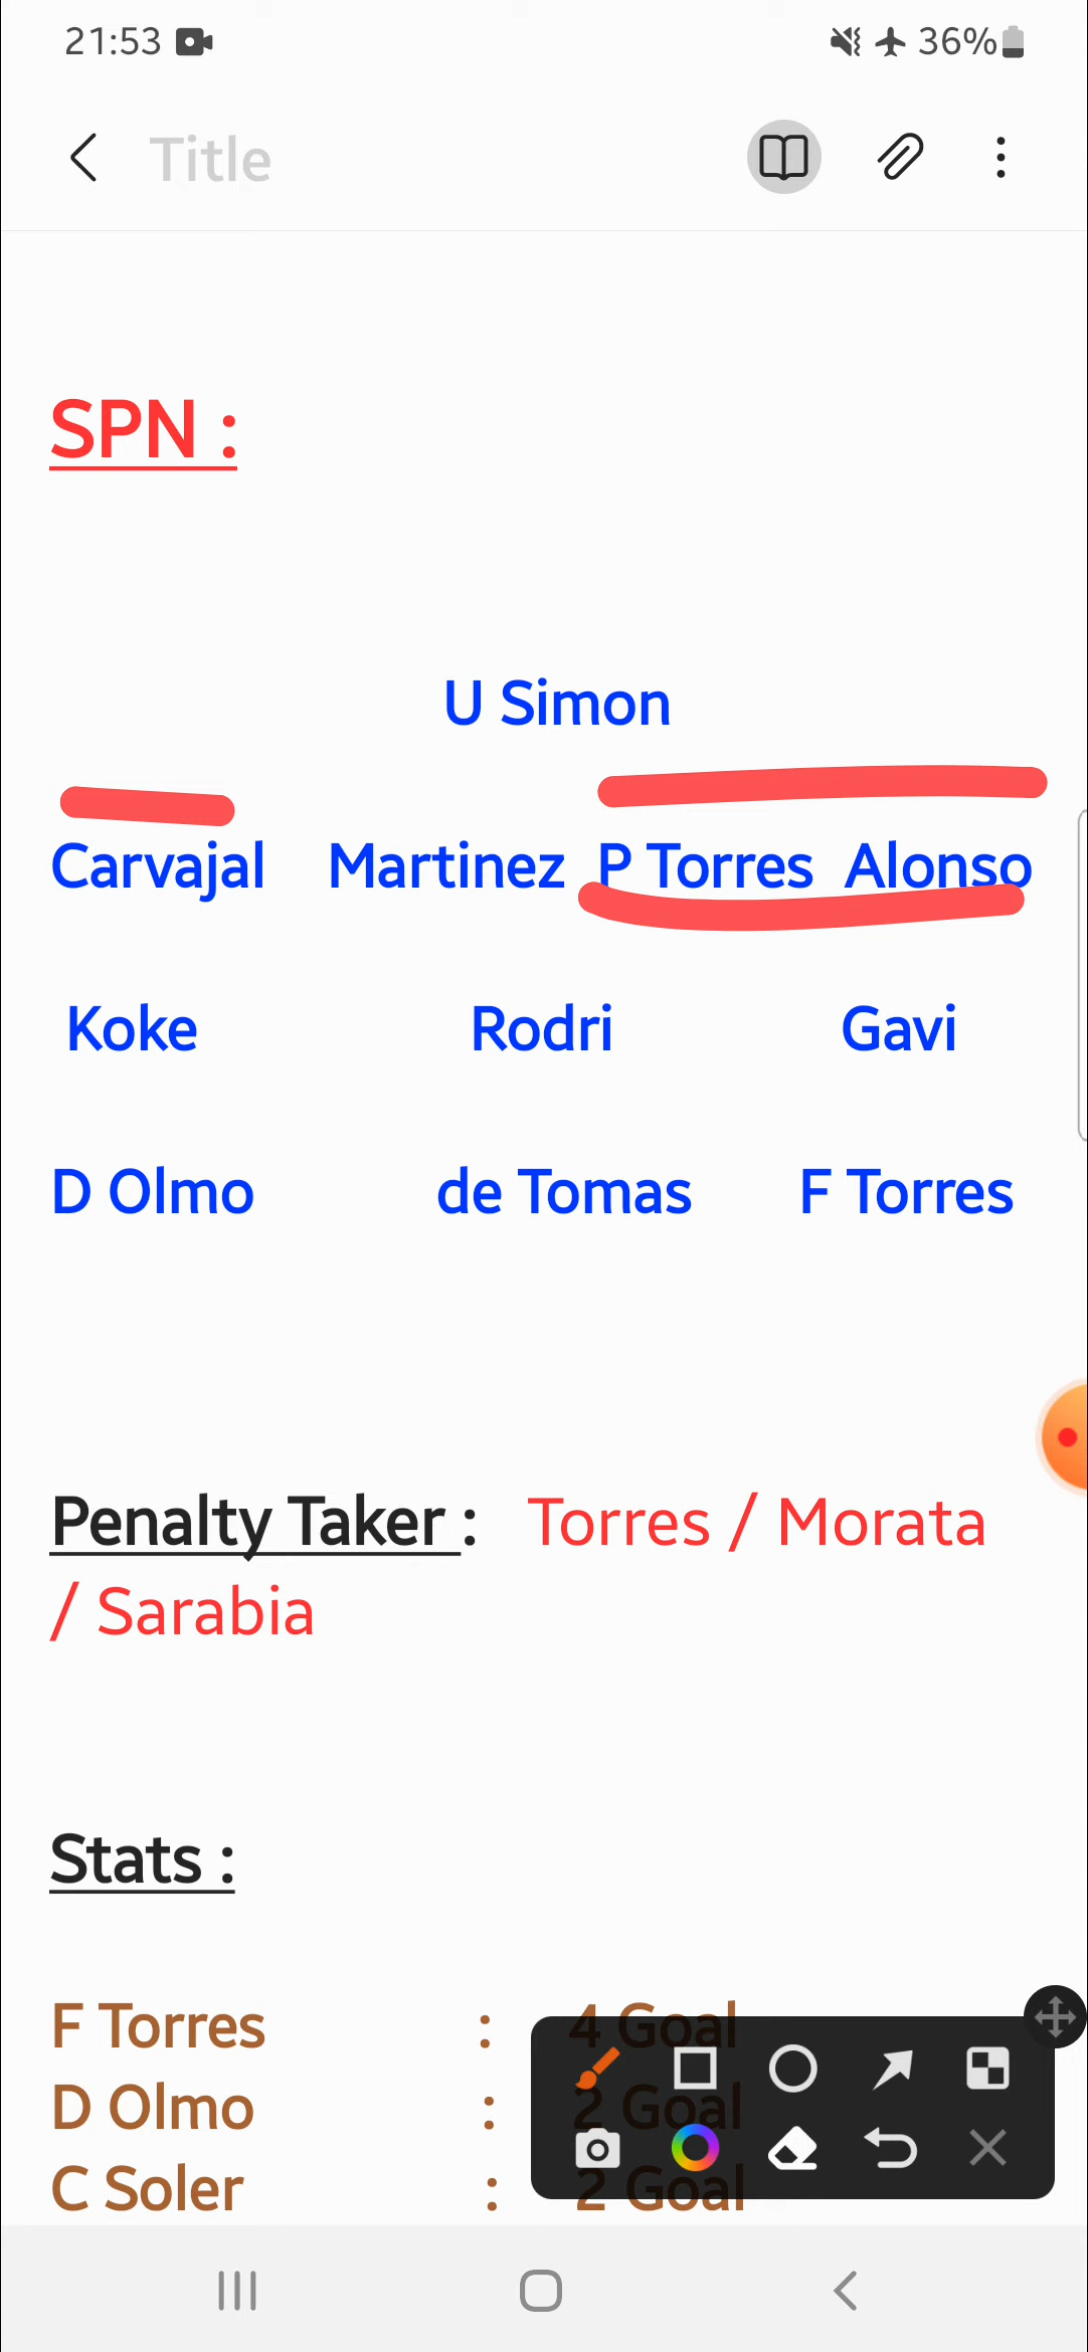 21:53 36%
Title
SPN :
U Simon
Carvajal Martinez P Torres Alonso
Koke Rodri Gavi
D Olmo de Tomas F Torres
Penalty Taker : Torres / Morata
/ Sarabia
Stats :
F Torres : 4 Goal
D Olmo : 2 Goal
C Soler : 2 Goal